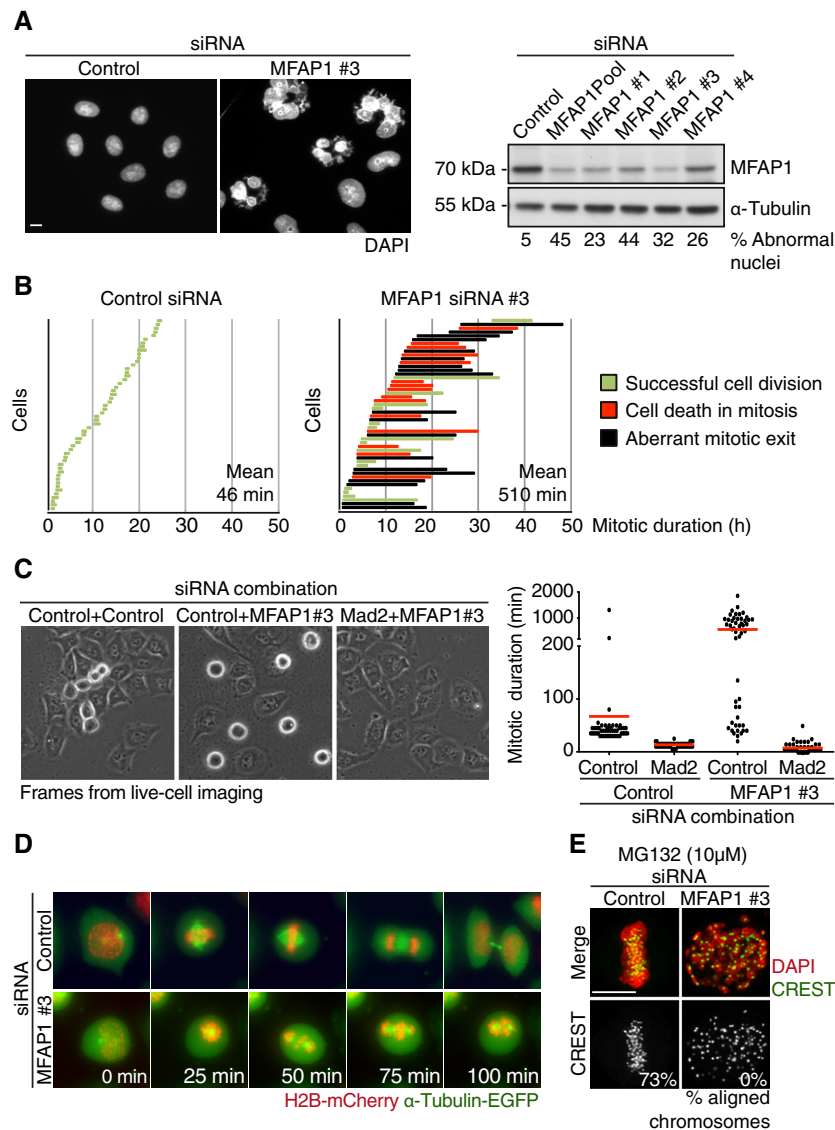 A
siRNA
Control
MFAP1 #3
DAPI
siRNA
Control
MFAP1Pool
MFAP1 #1
MFAP1 #2
MFAP1 #3
MFAP1 #4
70 kDa
MFAP1
55 kDa
α-Tubulin
5 45 23 44 32 26 % Abnormal
nuclei
B
Control siRNA
MFAP1 siRNA #3
Cells
Mean
46 min
0 10 20 30 40 50
Cells
Mean
510 min
0 10 20 30 40 50
Mitotic duration (h)
Successful cell division
Cell death in mitosis
Aberrant mitotic exit
C
siRNA combination
Control+Control
Control+MFAP1#3
Mad2+MFAP1#3
Frames from live-cell imaging
Mitotic duration (min)
2000
1000
200
100
0
Control Mad2 Control Mad2
Control MFAP1 #3
siRNA combination
D
siRNA
Control
MFAP1 #3
0 min
25 min
50 min
75 min
100 min
H2B-mCherry α-Tubulin-EGFP
E
MG132 (10µM)
siRNA
Control MFAP1 #3
Merge
DAPI
CREST
CREST
73%
0%
% aligned
chromosomes